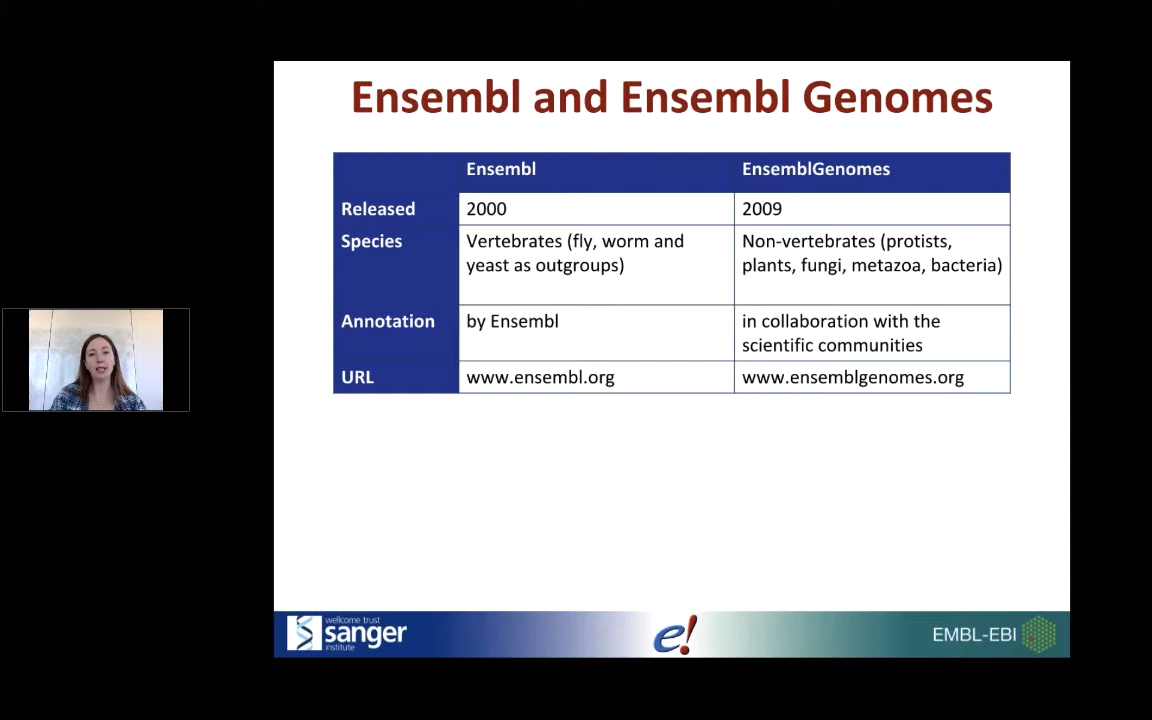 Ensembl and Ensembl Genomes
Ensembl EnsemblGenomes
Released 2000 2009
Species Vertebrates (fly, worm and Non-vertebrates (protists,
yeast as outgroups) plants, fungi, metazoa, bacteria)
Annotation by Ensembl in collaboration with the
scientific communities
URL www.ensembl.org www.ensemblgenomes.org
wellcome trust
sanger
institute
e!
EMBL-EBI